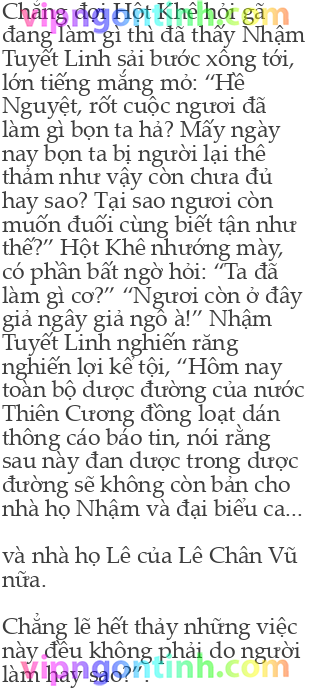 Chẳng đợi Hột Khê hỏi gã
vipngontinh.com
đang làm gì thì đã thấy Nhậm
Tuyết Linh sải bước xông tới,
lớn tiếng mắng mỏ: “Hề
Nguyệt, rốt cuộc ngươi đã
làm gì bọn ta hả? Mấy ngày
nay bọn ta bị người lại thê
thảm như vậy còn chưa đủ
hay sao? Tại sao ngươi còn
muốn đuổi cùng biết tận như
thế?” Hột Khê nhướng mày,
có phần bất ngờ hỏi: “Ta đã
làm gì cơ?” “Ngươi còn ở đây
giả ngây giả ngô à!” Nhậm
Tuyết Linh nghiến răng
nghiến lợi kể tội, “Hôm nay
toàn bộ dược đường của nước
Thiên Cương đồng loạt dán
thông cáo báo tin, nói rằng
sau này đan dược trong dược
đường sẽ không còn bản cho
nhà họ Nhậm và đại biểu ca...
và nhà họ Lê của Lê Chân Vũ
nữa.
Chẳng lẽ hết thảy những việc
này đều không phải do người
vipngontinh.com
làm hay sao?” .